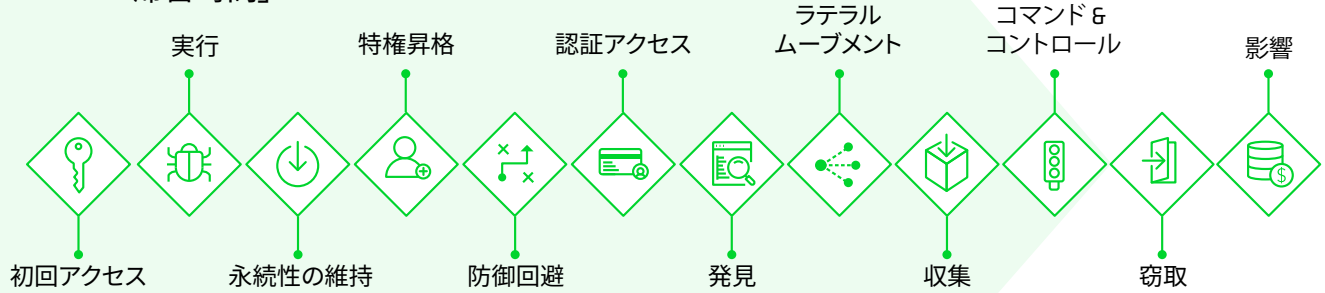 実行
特権昇格
認証アクセス
ラテラル
ムーブメント
コマンド &
コントロール
影響
$
初回アクセス
永続性の維持
防御回避
発見
収集
窃取